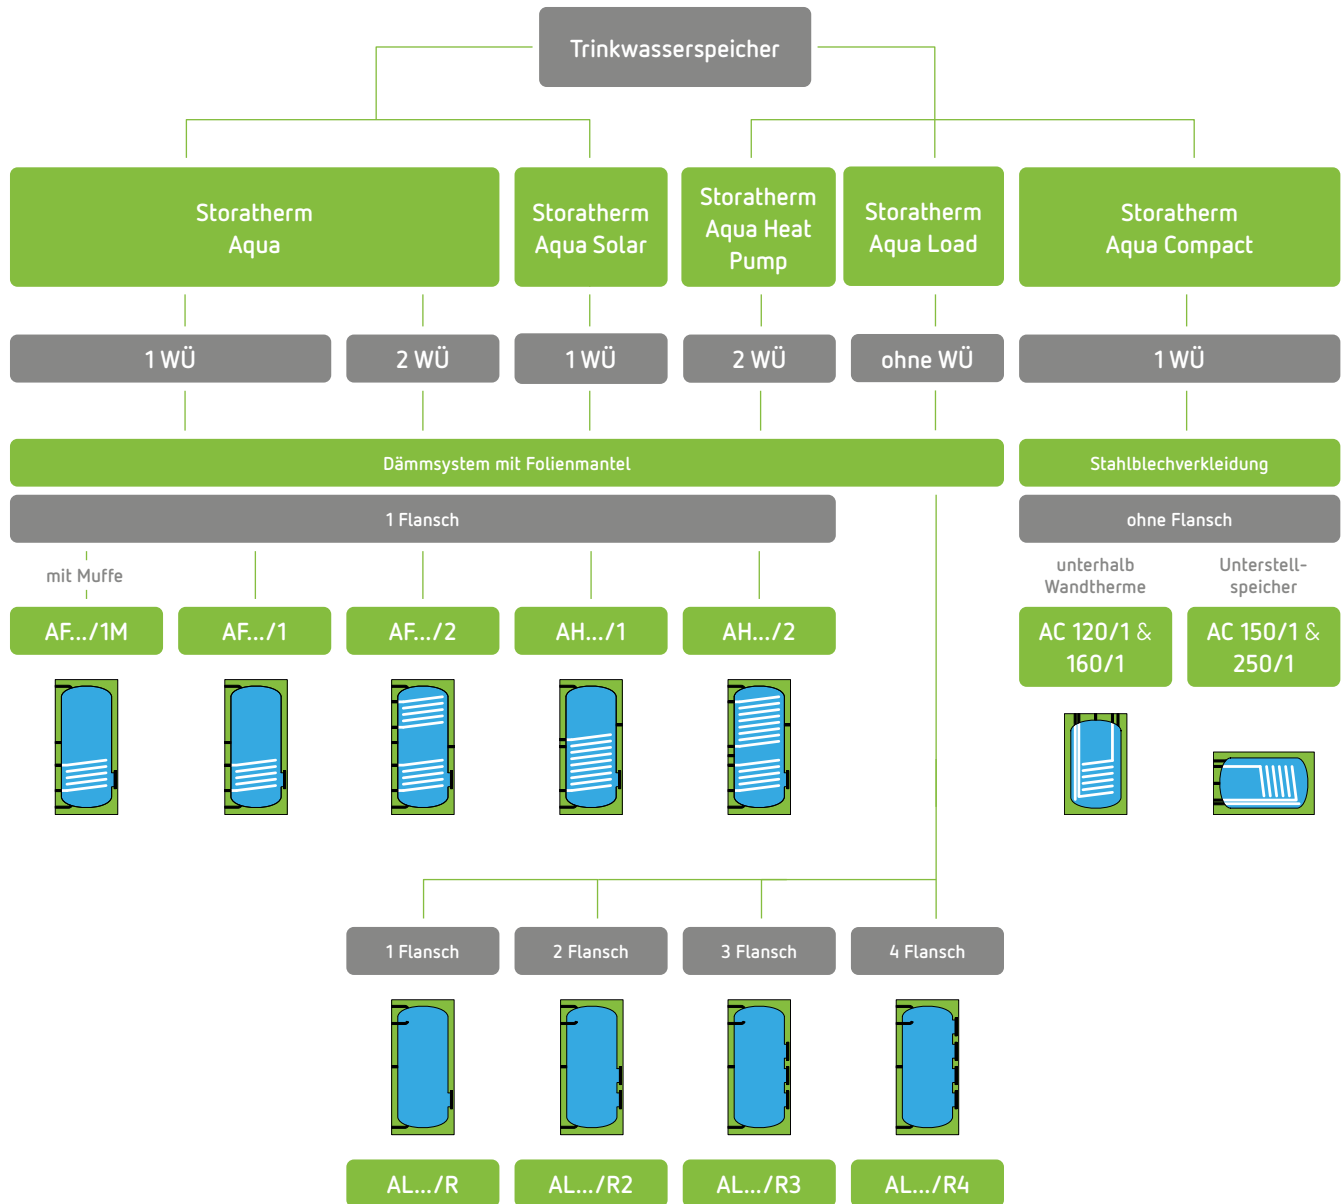 Trinkwasserspeicher
Storatherm
Aqua
Storatherm
Aqua Solar
Storatherm
Aqua Heat
Pump
Storatherm
Aqua Load
Storatherm
Aqua Compact
1 WÜ
2 WÜ
1 WÜ
2 WÜ
ohne WÜ
1 WÜ
Dämmsystem mit Folienmantel
Stahlblechverkleidung
1 Flansch
ohne Flansch
mit Muffe
unterhalb
Wandtherme
Unterstell-
speicher
AF.../1M
AF.../1
AF.../2
AH.../1
AH.../2
AC 120/1 &
160/1
AC 150/1 &
250/1
1 Flansch
2 Flansch
3 Flansch
4 Flansch
AL.../R
AL.../R2
AL.../R3
AL.../R4